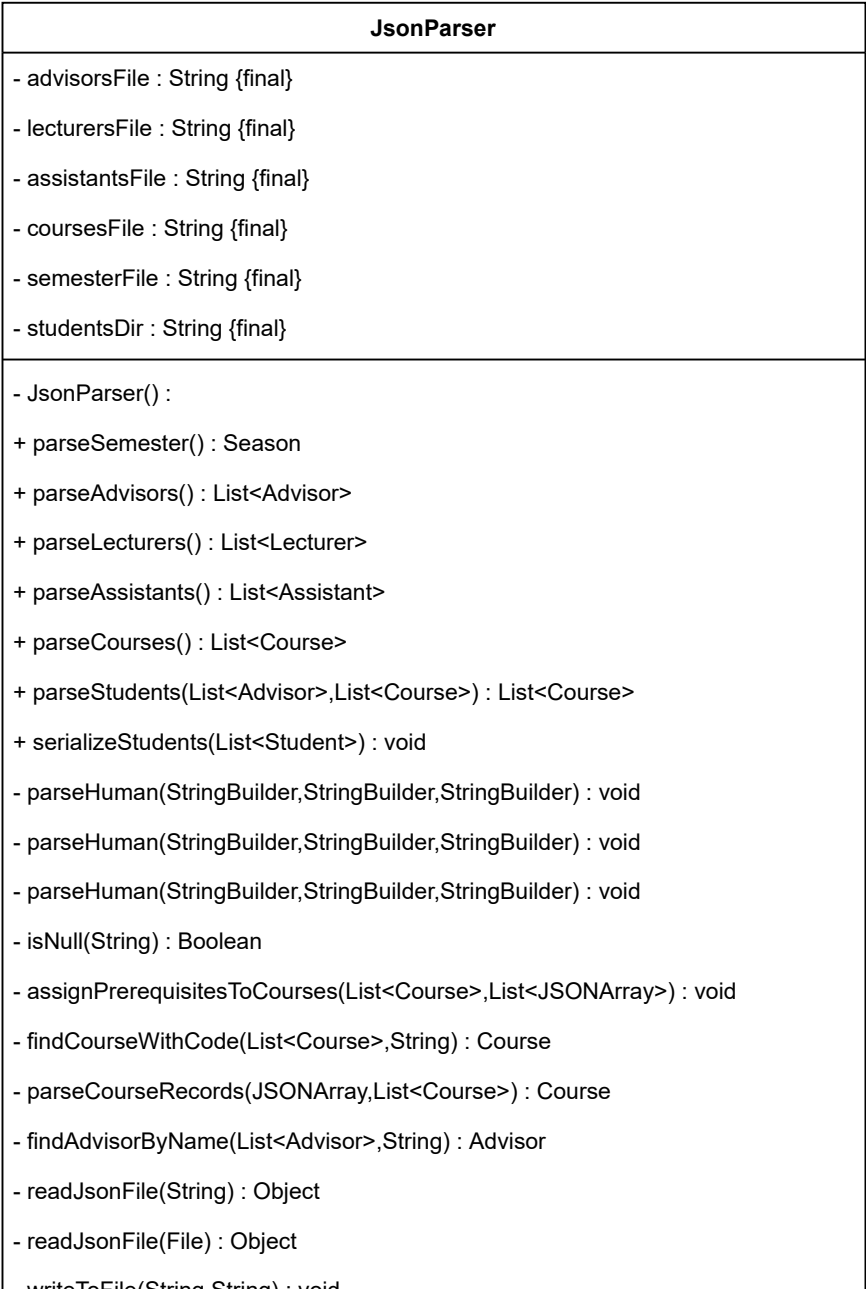 JsonParser
- advisorsFile : String {final}
- lecturersFile : String {final}
- assistantsFile : String {final}
- coursesFile : String {final}
- semesterFile : String {final}
- studentsDir : String {final}
- JsonParser() :
+ parseSemester() : Season
+ parseAdvisors() : List<Advisor>
+ parseLecturers() : List<Lecturer>
+ parseAssistants() : List<Assistant>
+ parseCourses() : List<Course>
+ parseStudents(List<Advisor>,List<Course>) : List<Course>
+ serializeStudents(List<Student>) : void
- parseHuman(StringBuilder,StringBuilder,StringBuilder) : void
- parseHuman(StringBuilder,StringBuilder,StringBuilder) : void
- parseHuman(StringBuilder,StringBuilder,StringBuilder) : void
- isNull(String) : Boolean
- assignPrerequisitesToCourses(List<Course>,List<JSONArray>) : void
- findCourseWithCode(List<Course>,String) : Course
- parseCourseRecords(JSONArray,List<Course>) : Course
- findAdvisorByName(List<Advisor>,String) : Advisor
- readJsonFile(String) : Object
- readJsonFile(File) : Object
- writeToFile(String,String) : void